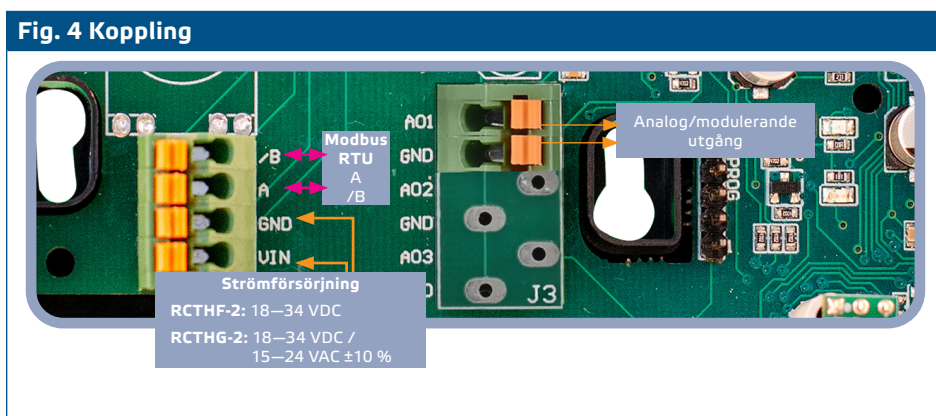 Fig. 4 Koppling
AO1
/B
GND
A
AO2
GND
GND
VIN
AO3
J3
PROG
Modbus
RTU
A
/B
Analog/modulerande
utgång
Strömförsörjning
RCTHF-2: 18—34 VDC
RCTHG-2: 18—34 VDC /
15—24 VAC ±10 %